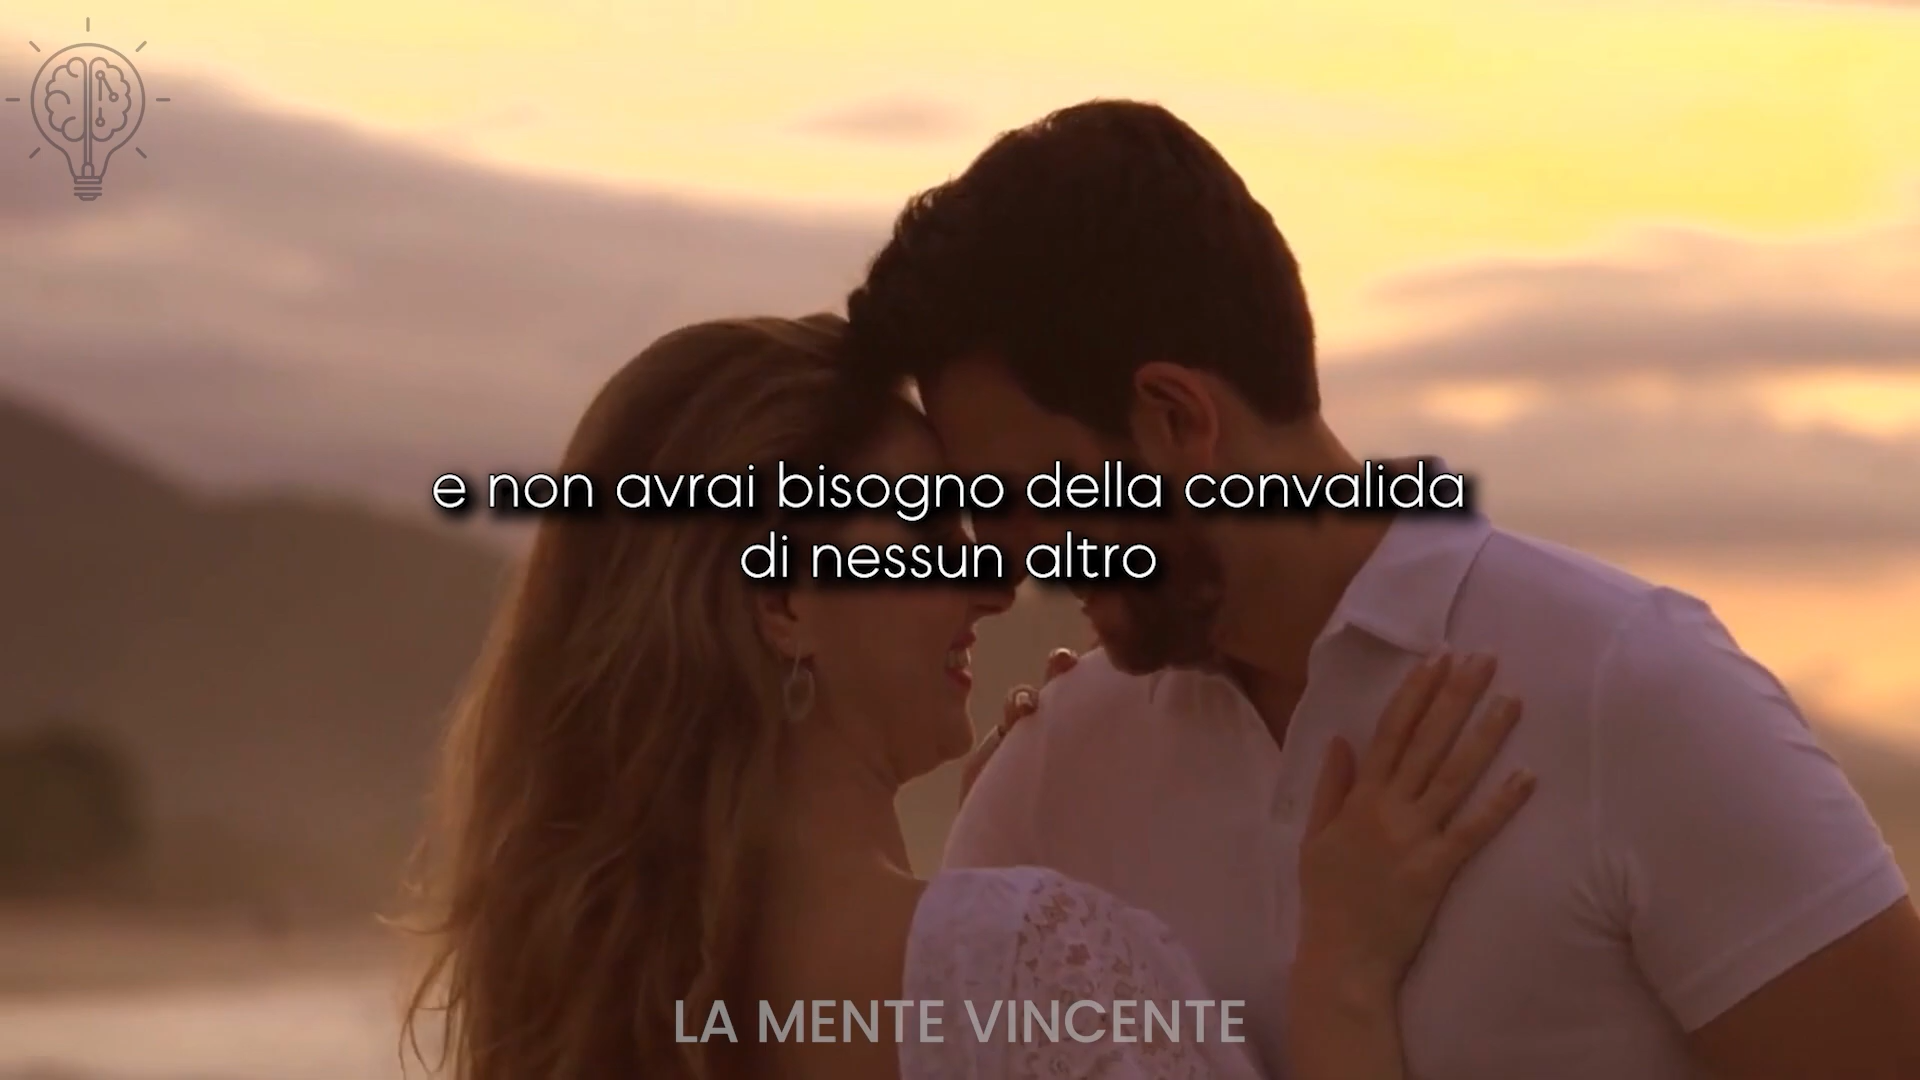 e non avrai bisogno della convalida
di nessun altro
LA MENTE VINCENTE